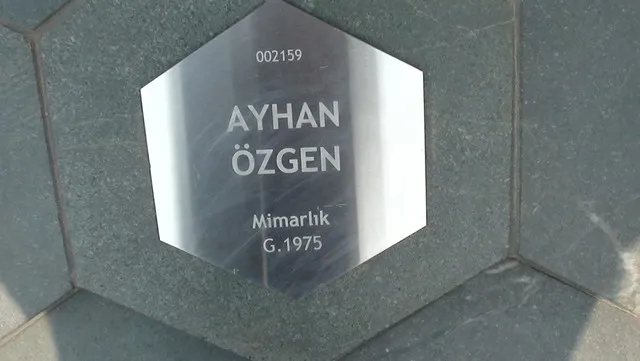 002159
AYHAN
ÖZGEN
Mimarlık
G.1975